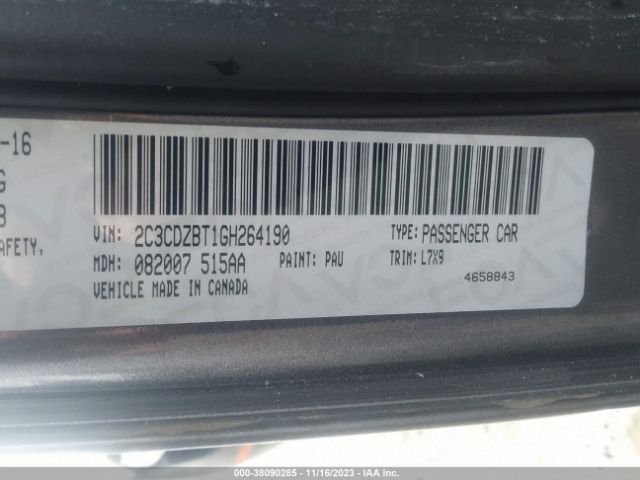 -16
G
8
AFETY,
VIN: 2C3CDZBT1GH264190
TYPE: PASSENGER CAR
MDH: 082007 515AA
PAINT: PAU
TRIM: L7X9
VEHICLE MADE IN CANADA
4658843
000-38090285 - 11/16/2023 - IAA Inc.